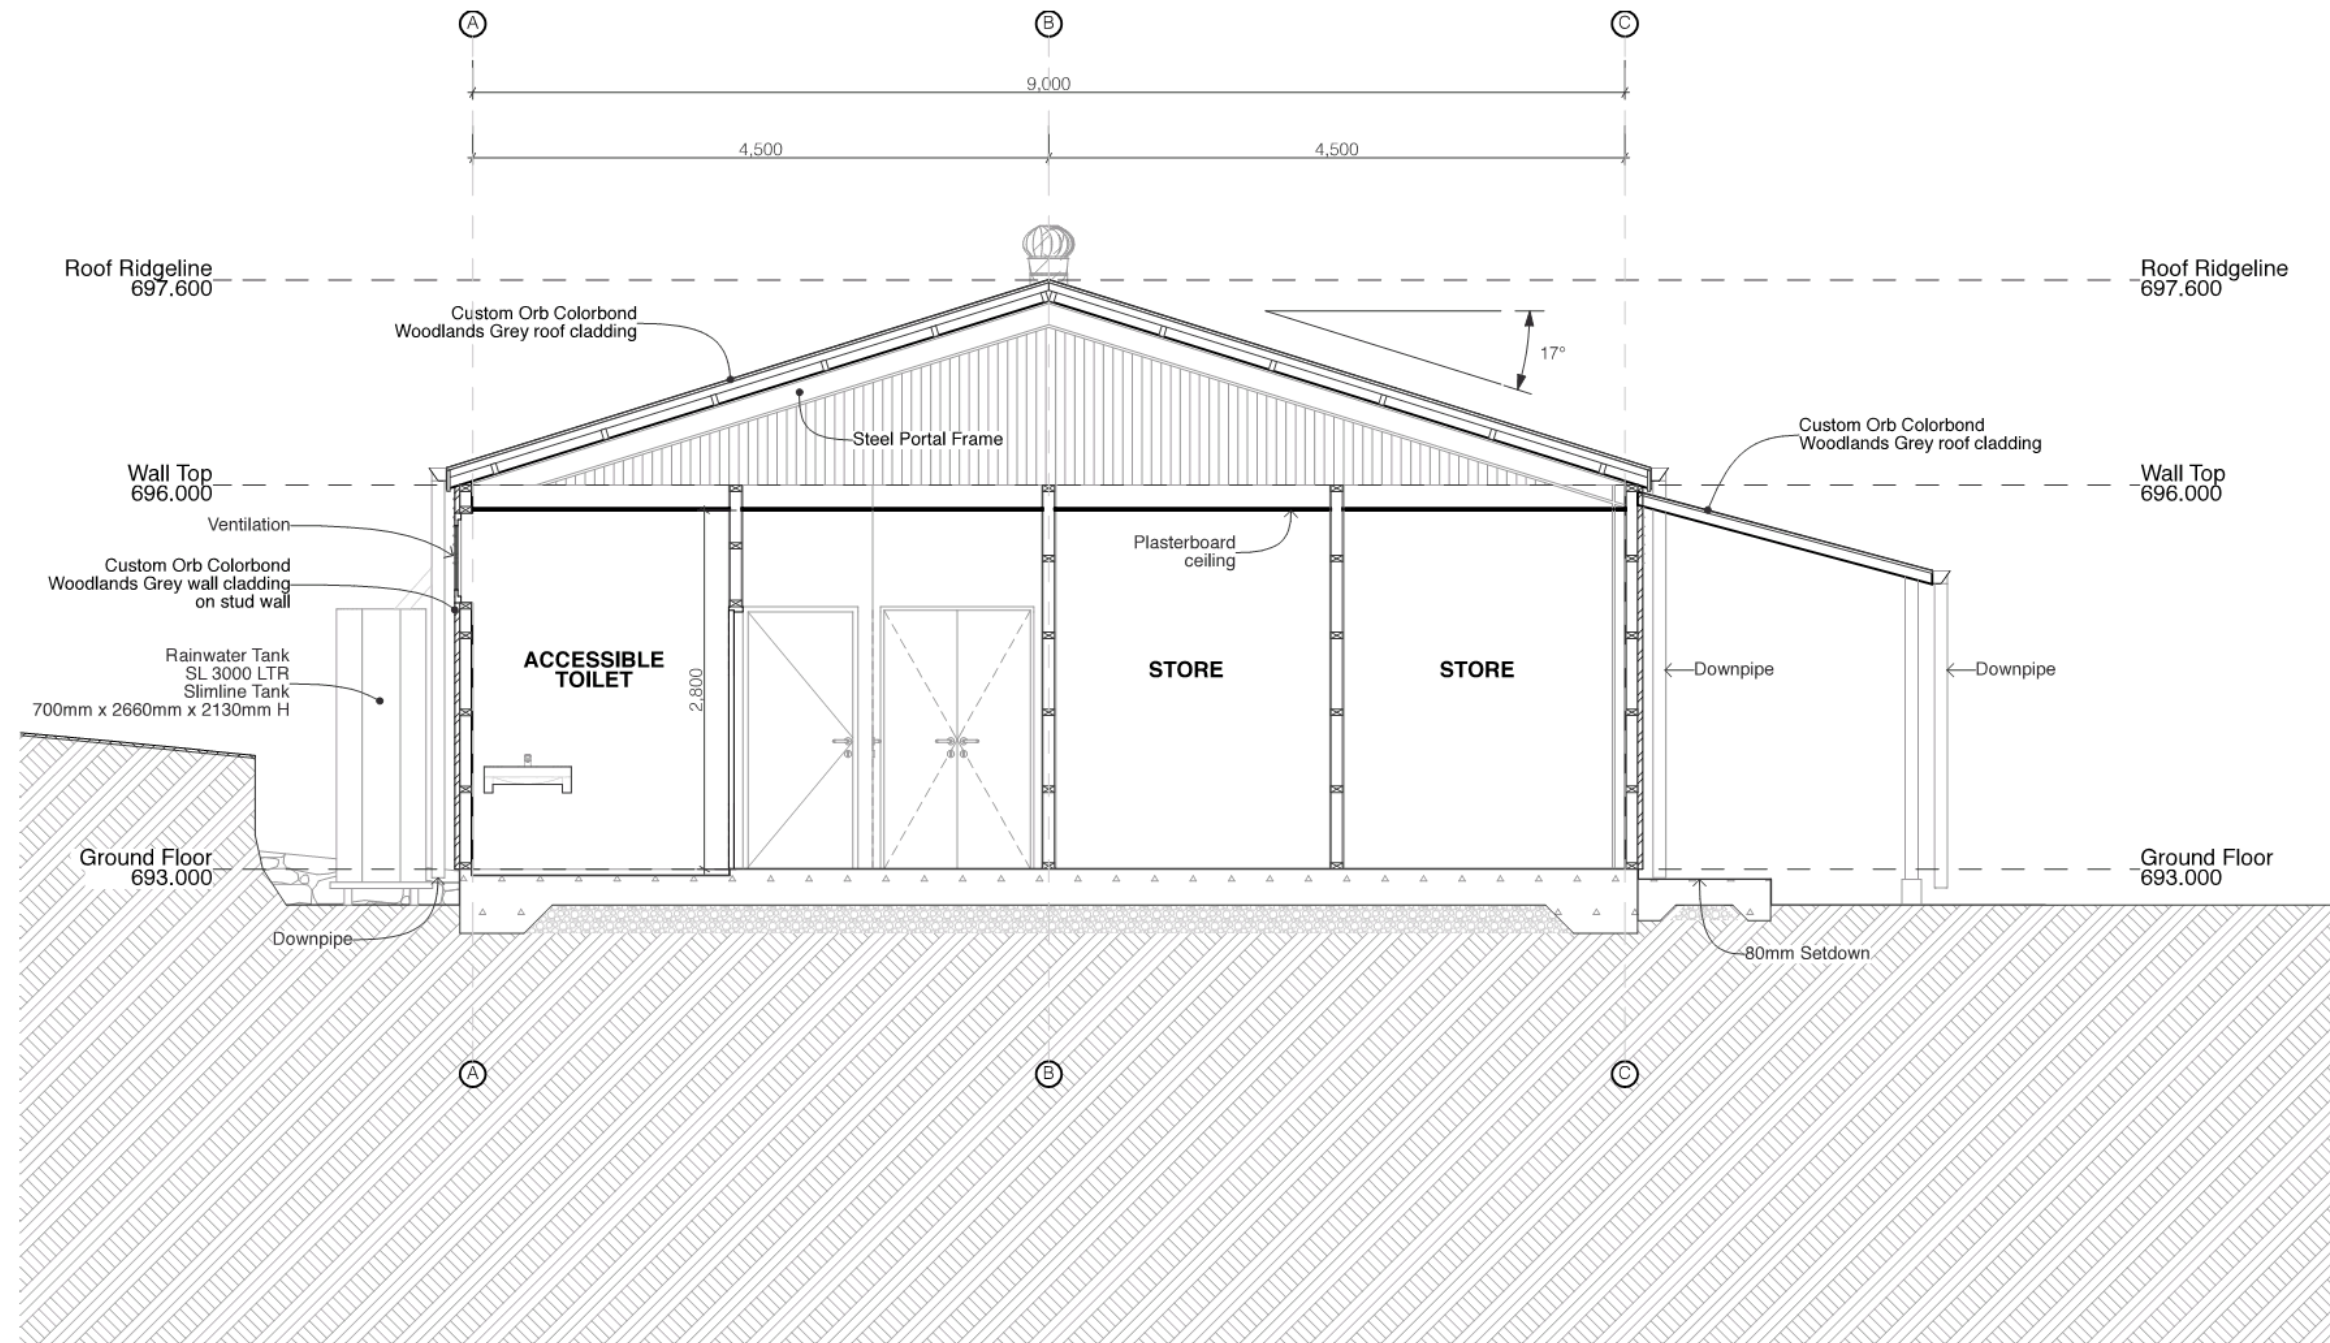 A
B
C
9,000
4,500
4,500
Roof Ridgeline
697.600
Roof Ridgeline
697.600
Custom Orb Colorbond
Woodlands Grey roof cladding
17°
Steel Portal Frame
Custom Orb Colorbond
Woodlands Grey roof cladding
Wall Top
696.000
Wall Top
696.000
Ventilation
Plasterboard
ceiling
Custom Orb Colorbond
Woodlands Grey wall cladding
on stud wall
Rainwater Tank
SL 3000 LTR
Slimline Tank
700mm x 2660mm x 2130mm H
ACCESSIBLE
TOILET
2,800
STORE
STORE
Downpipe
Downpipe
Ground Floor
693.000
Ground Floor
693.000
Downpipe
80mm Setdown
A
B
C